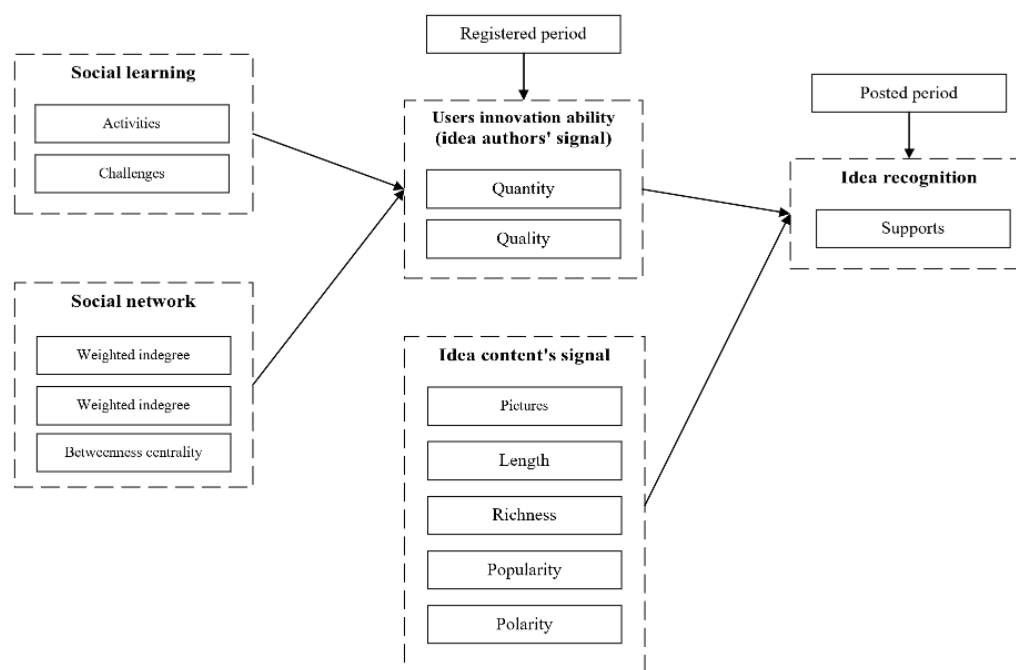 Registered period
Social learning
Activities
Challenges
Users innovation ability
(idea authors' signal)
Quantity
Quality
Posted period
Idea recognition
Supports
Social network
Weighted indegree
Weighted indegree
Betweenness centrality
Idea content's signal
Pictures
Length
Richness
Popularity
Polarity